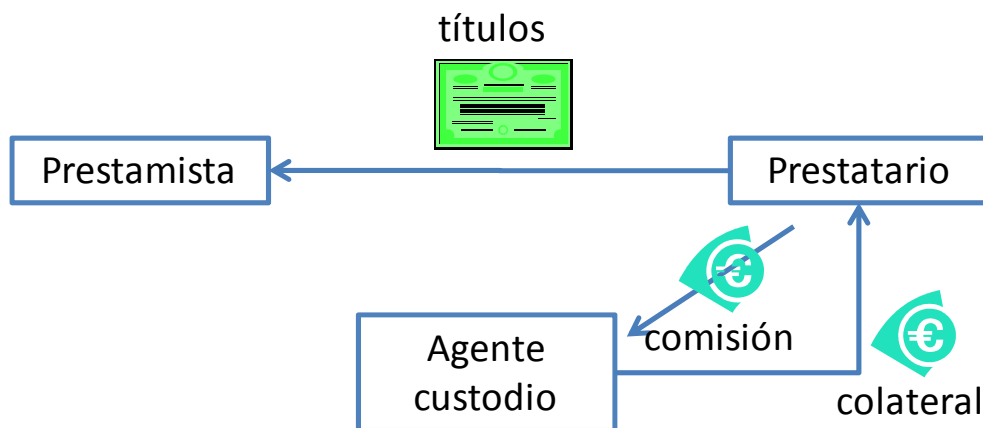 títulos
Prestamista
Prestatario
comisión
Agente
custodio
colateral